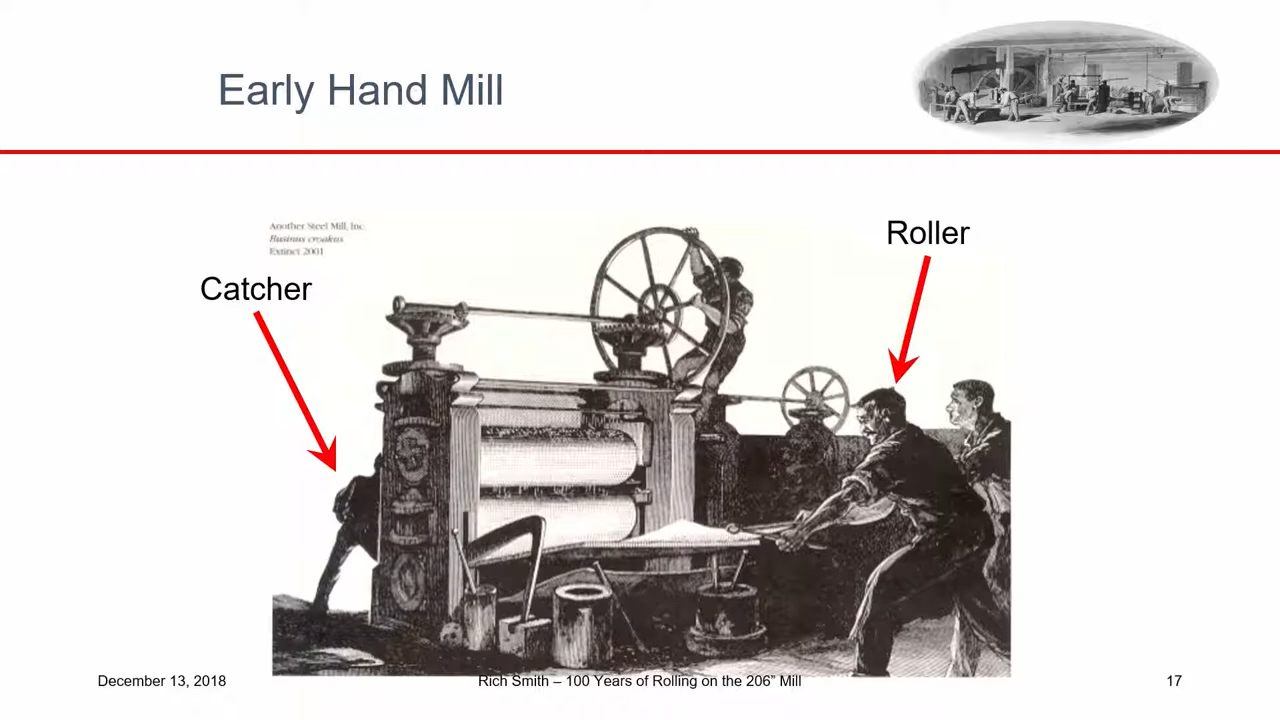 Early Hand Mill
Another Steel Mill, Inc.
Businus croakus
Extinct 2001
Roller
Catcher
December 13, 2018
Rich Smith – 100 Years of Rolling on the 206” Mill
17